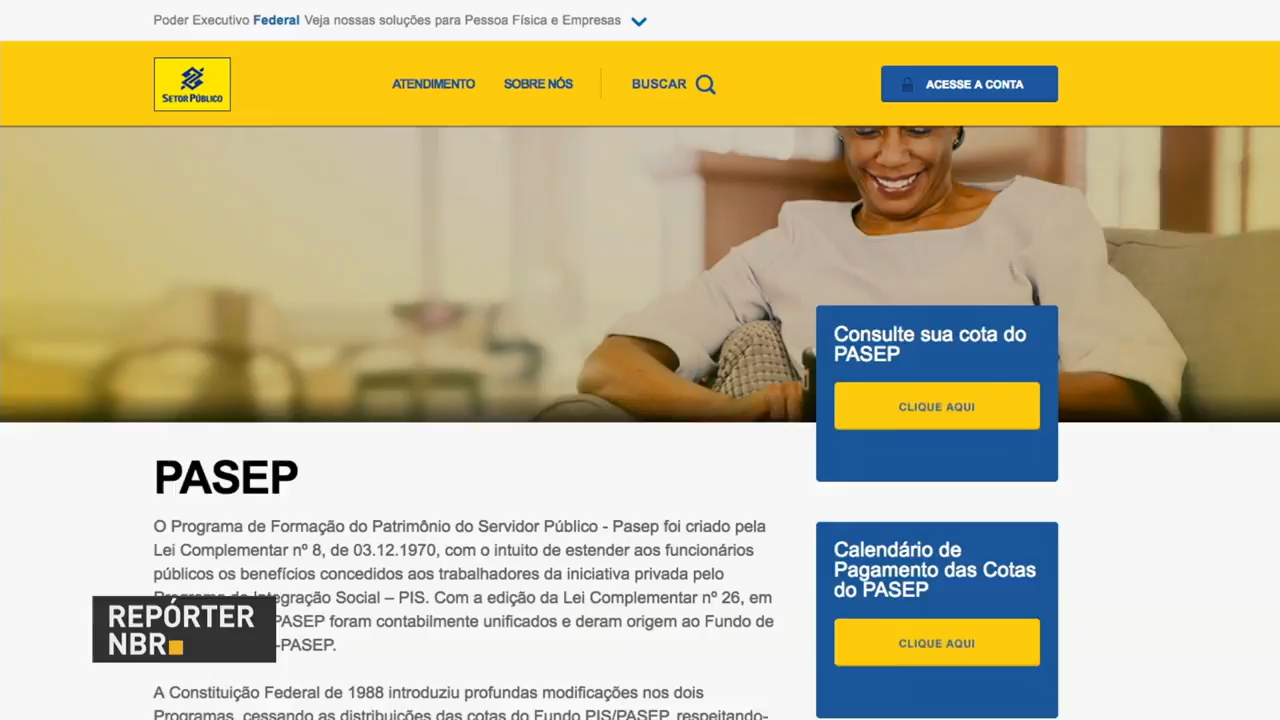 Poder Executivo Federal Veja nossas soluções para Pessoa Física e Empresas
SETOR PÚBLICO
ATENDIMENTO
SOBRE NÓS
BUSCAR
ACESSE A CONTA
Consulte sua cota do
PASEP
CLIQUE AQUI
PASEP
O Programa de Formação do Patrimônio do Servidor Público - Pasep foi criado pela
Lei Complementar nº 8, de 03.12.1970, com o intuito de estender aos funcionários
públicos os benefícios concedidos aos trabalhadores da iniciativa privada pelo
Integração Social – PIS. Com a edição da Lei Complementar nº 26, em
PASEP foram contabilmente unificados e deram origem ao Fundo de
-PASEP.
A Constituição Federal de 1988 introduziu profundas modificações nos dois
Programas, cessando as distribuições das cotas do Fundo PIS/PASEP, respeitando-
Calendário de
Pagamento das Cotas
do PASEP
CLIQUE AQUI
REPÓRTER
NBR